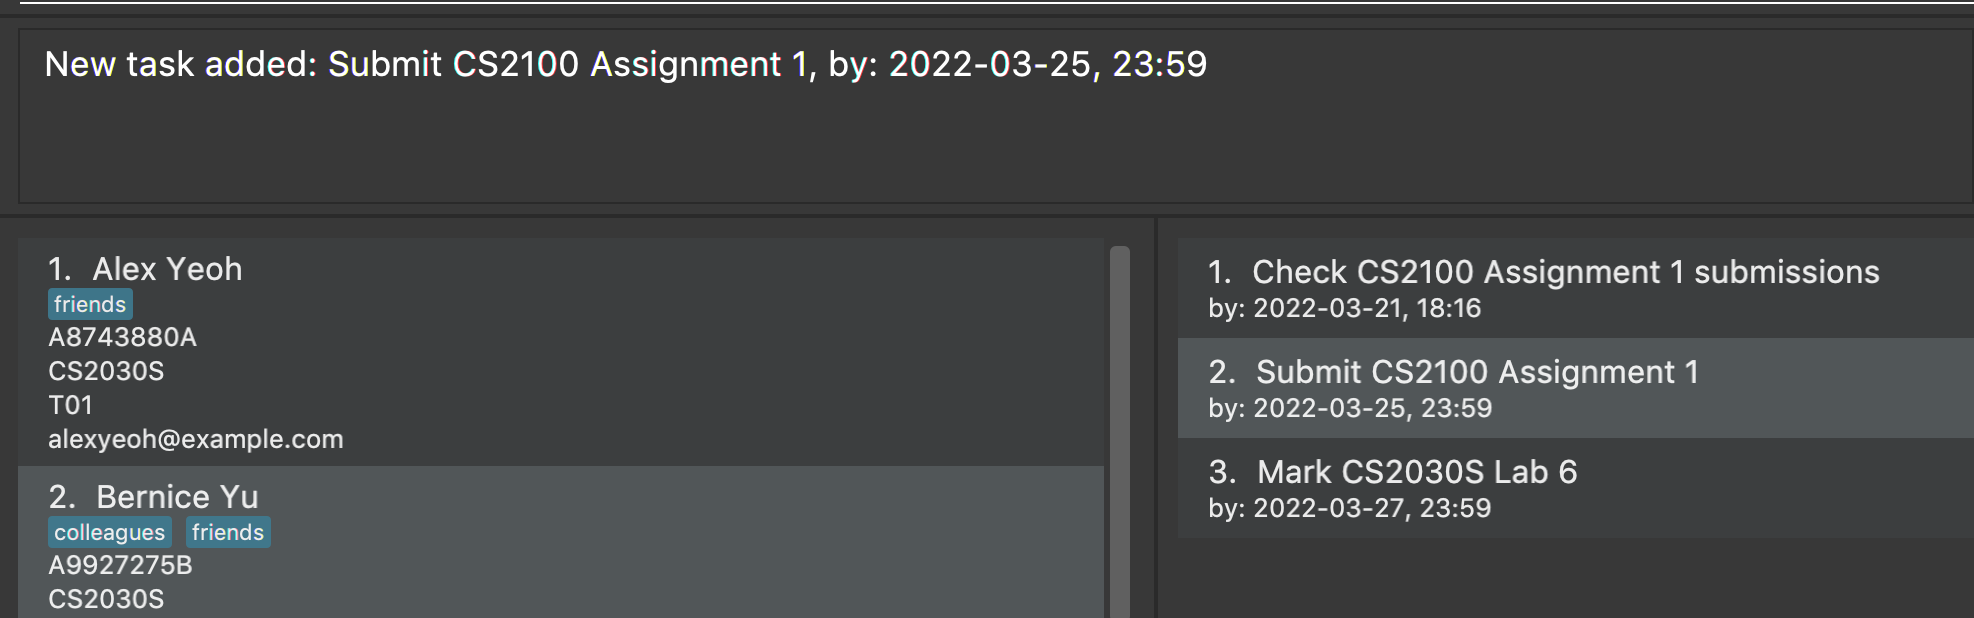 New task added: Submit CS2100 Assignment 1, by: 2022-03-25, 23:59
1. Alex Yeoh
friends
A8743880A
CS2030S
T01
alexyeoh@example.com
2. Bernice Yu
colleagues friends
A9927275B
CS2030S
1. Check CS2100 Assignment 1 submissions
by: 2022-03-21, 18:16
2. Submit CS2100 Assignment 1
by: 2022-03-25, 23:59
3. Mark CS2030S Lab 6
by: 2022-03-27, 23:59